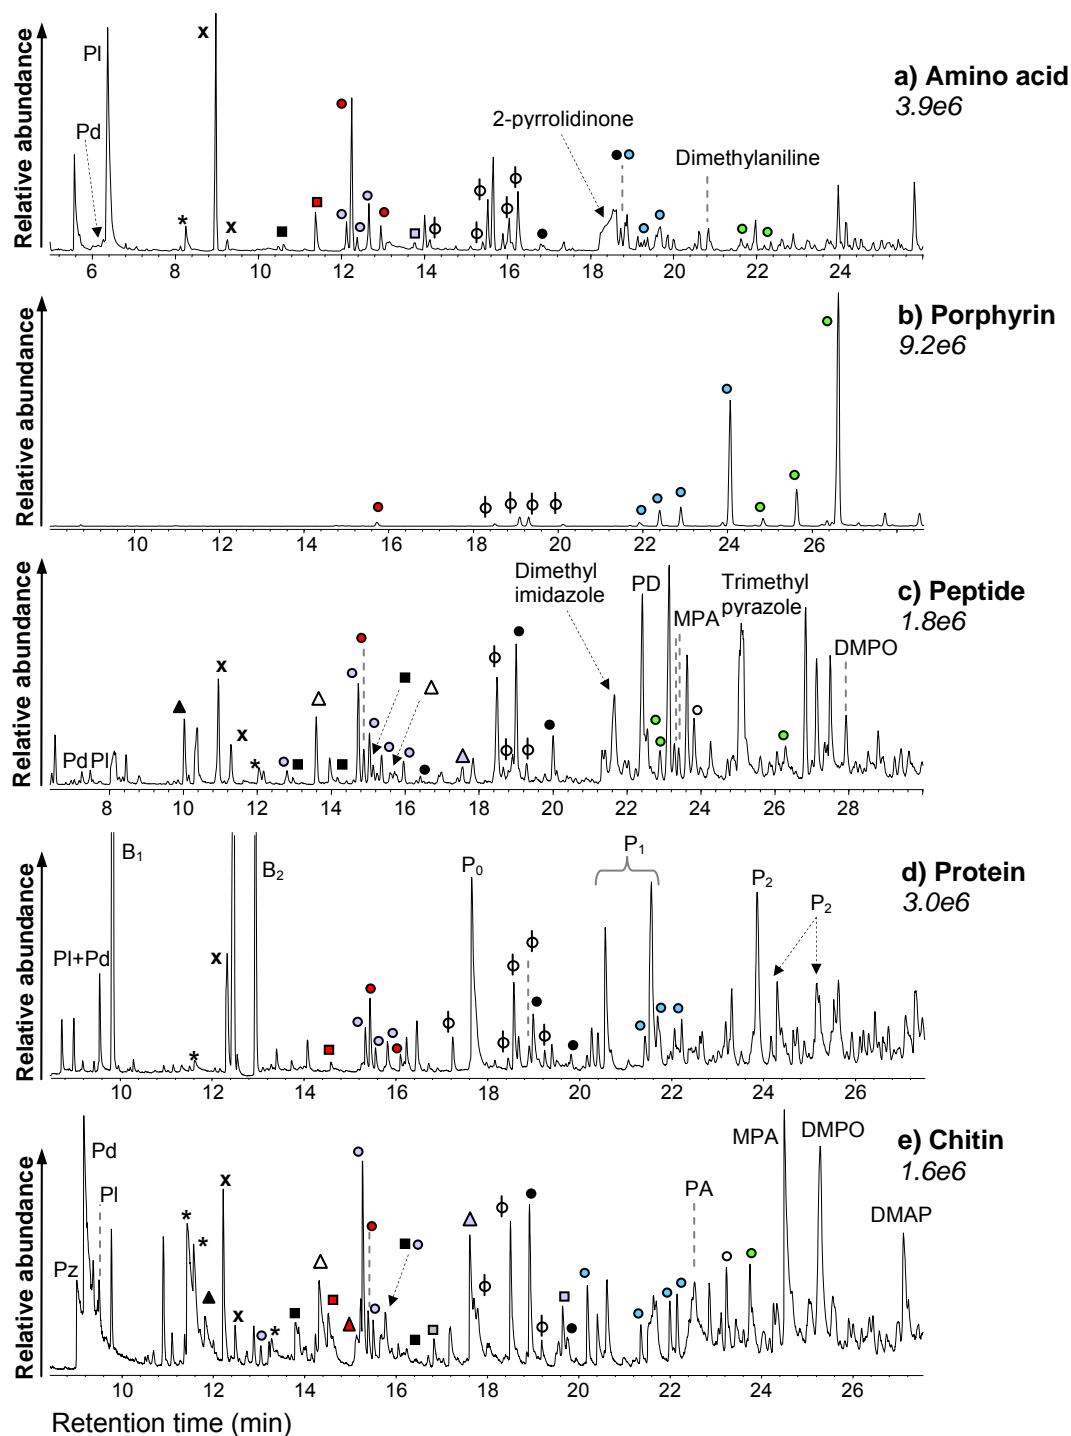 Relative abundance
Pl
Pd
*
x
x
2-pyrrolidinone
Dimethylaniline
a) Amino acid
3.9e6
6 8 10 12 14 16 18 20 22 24
Relative abundance
b) Porphyrin
9.2e6
10 12 14 16 18 20 22 24 26
Relative abundance
Pd Pl
x
x
*
Dimethyl
imidazole
PD
MPA
Trimethyl
pyrazole
DMPO
c) Peptide
1.8e6
8 10 12 14 16 18 20 22 24 26 28
Relative abundance
Pl+Pd
B1
*
x
B2
P0
P1
P2
P2
d) Protein
3.0e6
10 12 14 16 18 20 22 24 26
Relative abundance
Pz
Pd
Pl
*
*
x
x
*
PA
MPA
DMPO
DMAP
e) Chitin
1.6e6
10 12 14 16 18 20 22 24 26
Retention time (min)